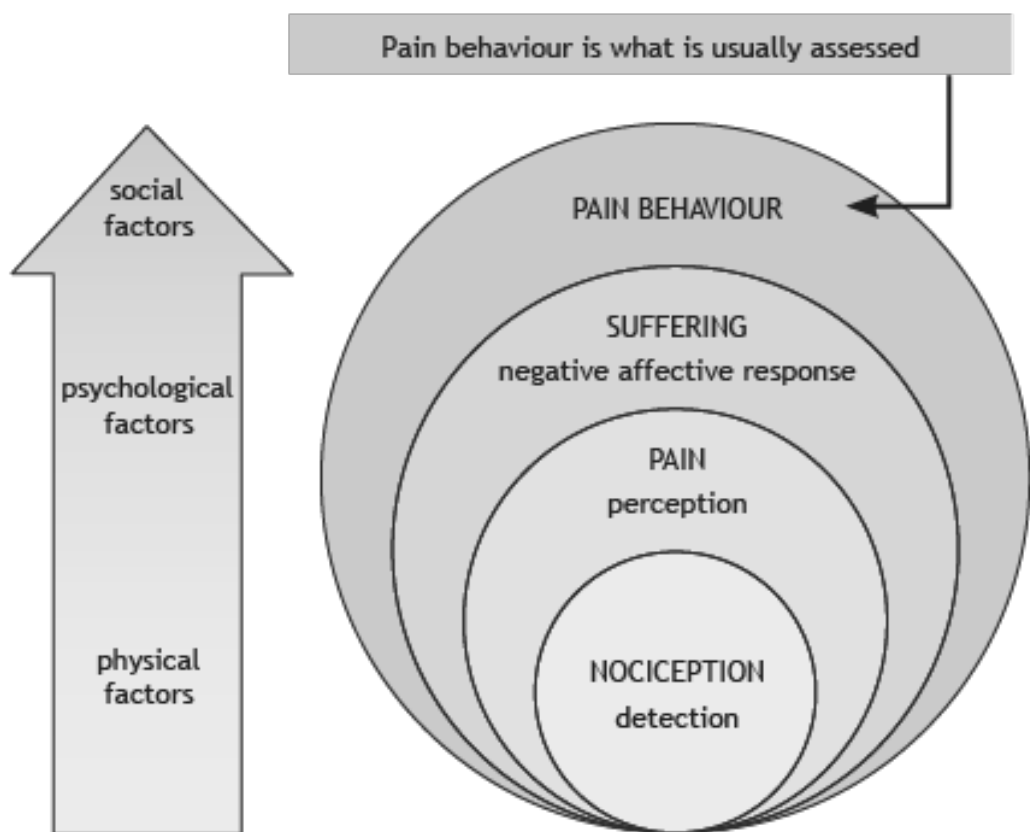 Pain behaviour is what is usually assessed
social
factors
psychological
factors
physical
factors
PAIN BEHAVIOUR
SUFFERING
negative affective response
PAIN
perception
NOCICEPTION
detection